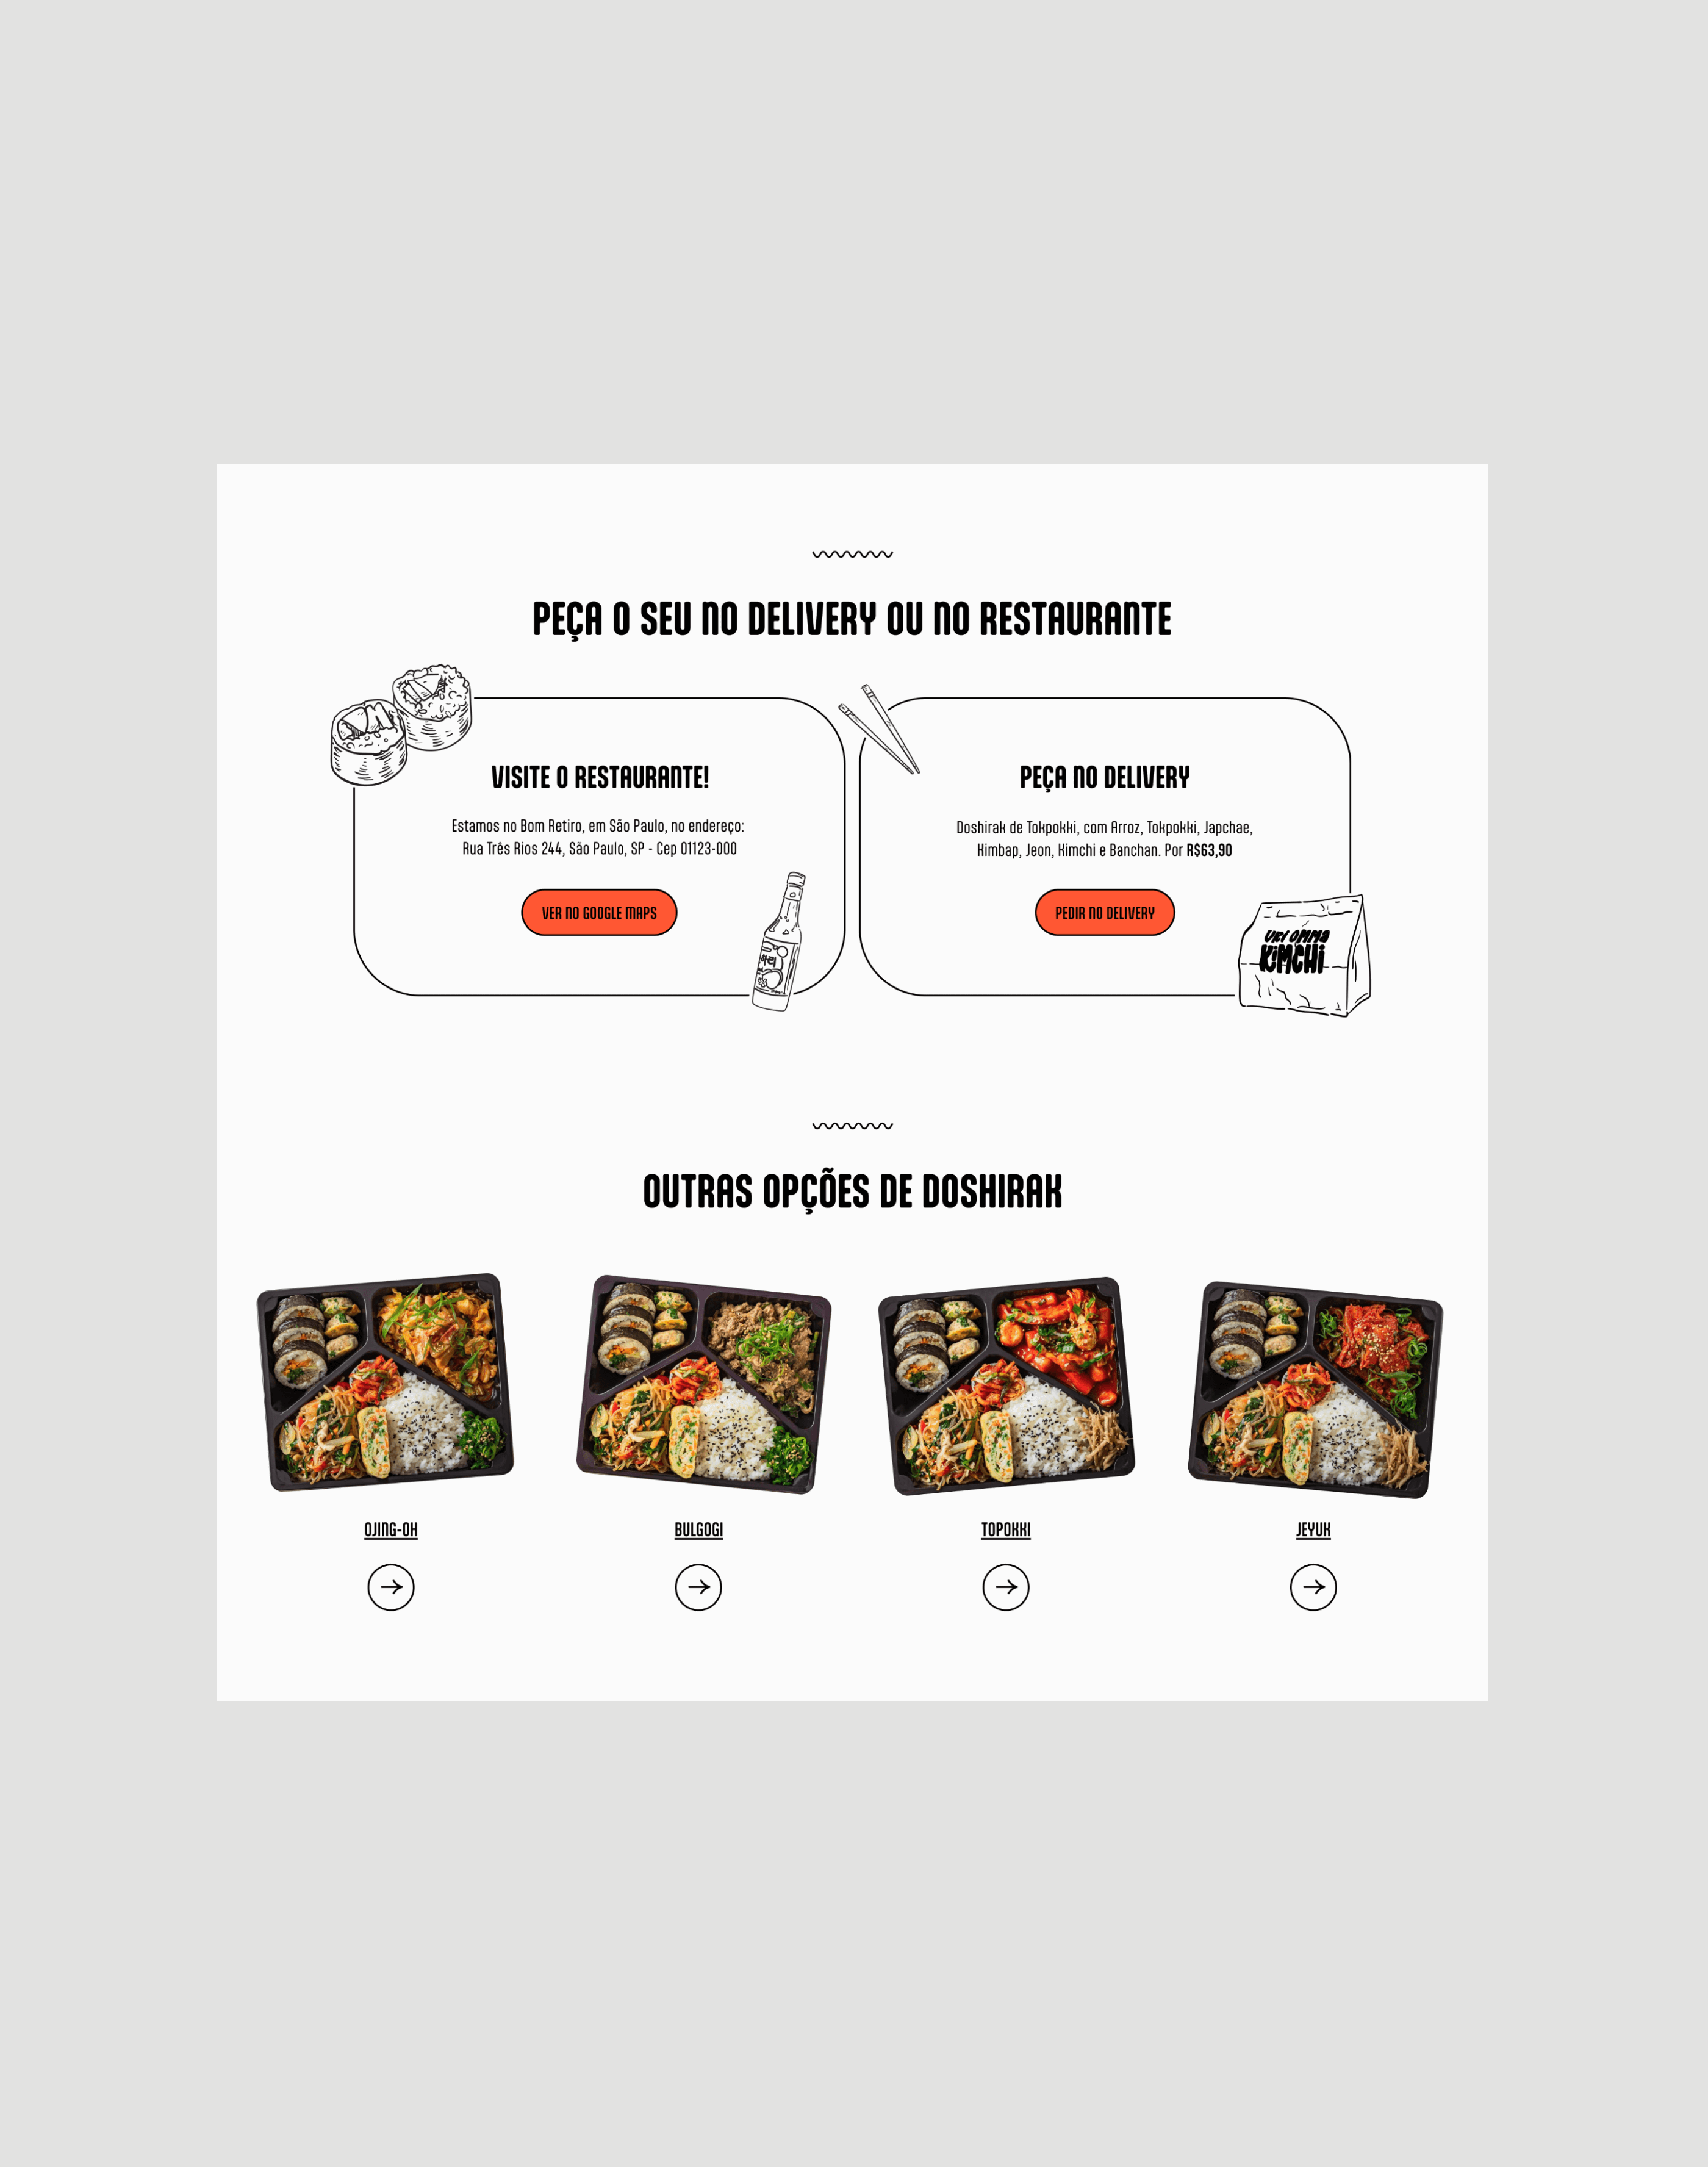 PEÇA O SEU NO DELIVERY OU NO RESTAURANTE
VISITE O RESTAURANTE!
Estamos no Bom Retiro, em São Paulo, no endereço:
Rua Três Rios 244, São Paulo, SP - Cep 01123-000
VER NO GOOGLE MAPS
PEÇA NO DELIVERY
Doshirak de Tokpokki, com Arroz, Tokpokki, Japchae,
Kimbap, Jeon, Kimchi e Banchan. Por R$63,90
PEDIR NO DELIVERY
URI OMMA
KIMCHI
OUTRAS OPÇÕES DE DOSHIRAK
OJING-OH
BULGOGI
TOPOKKI
JEYUK